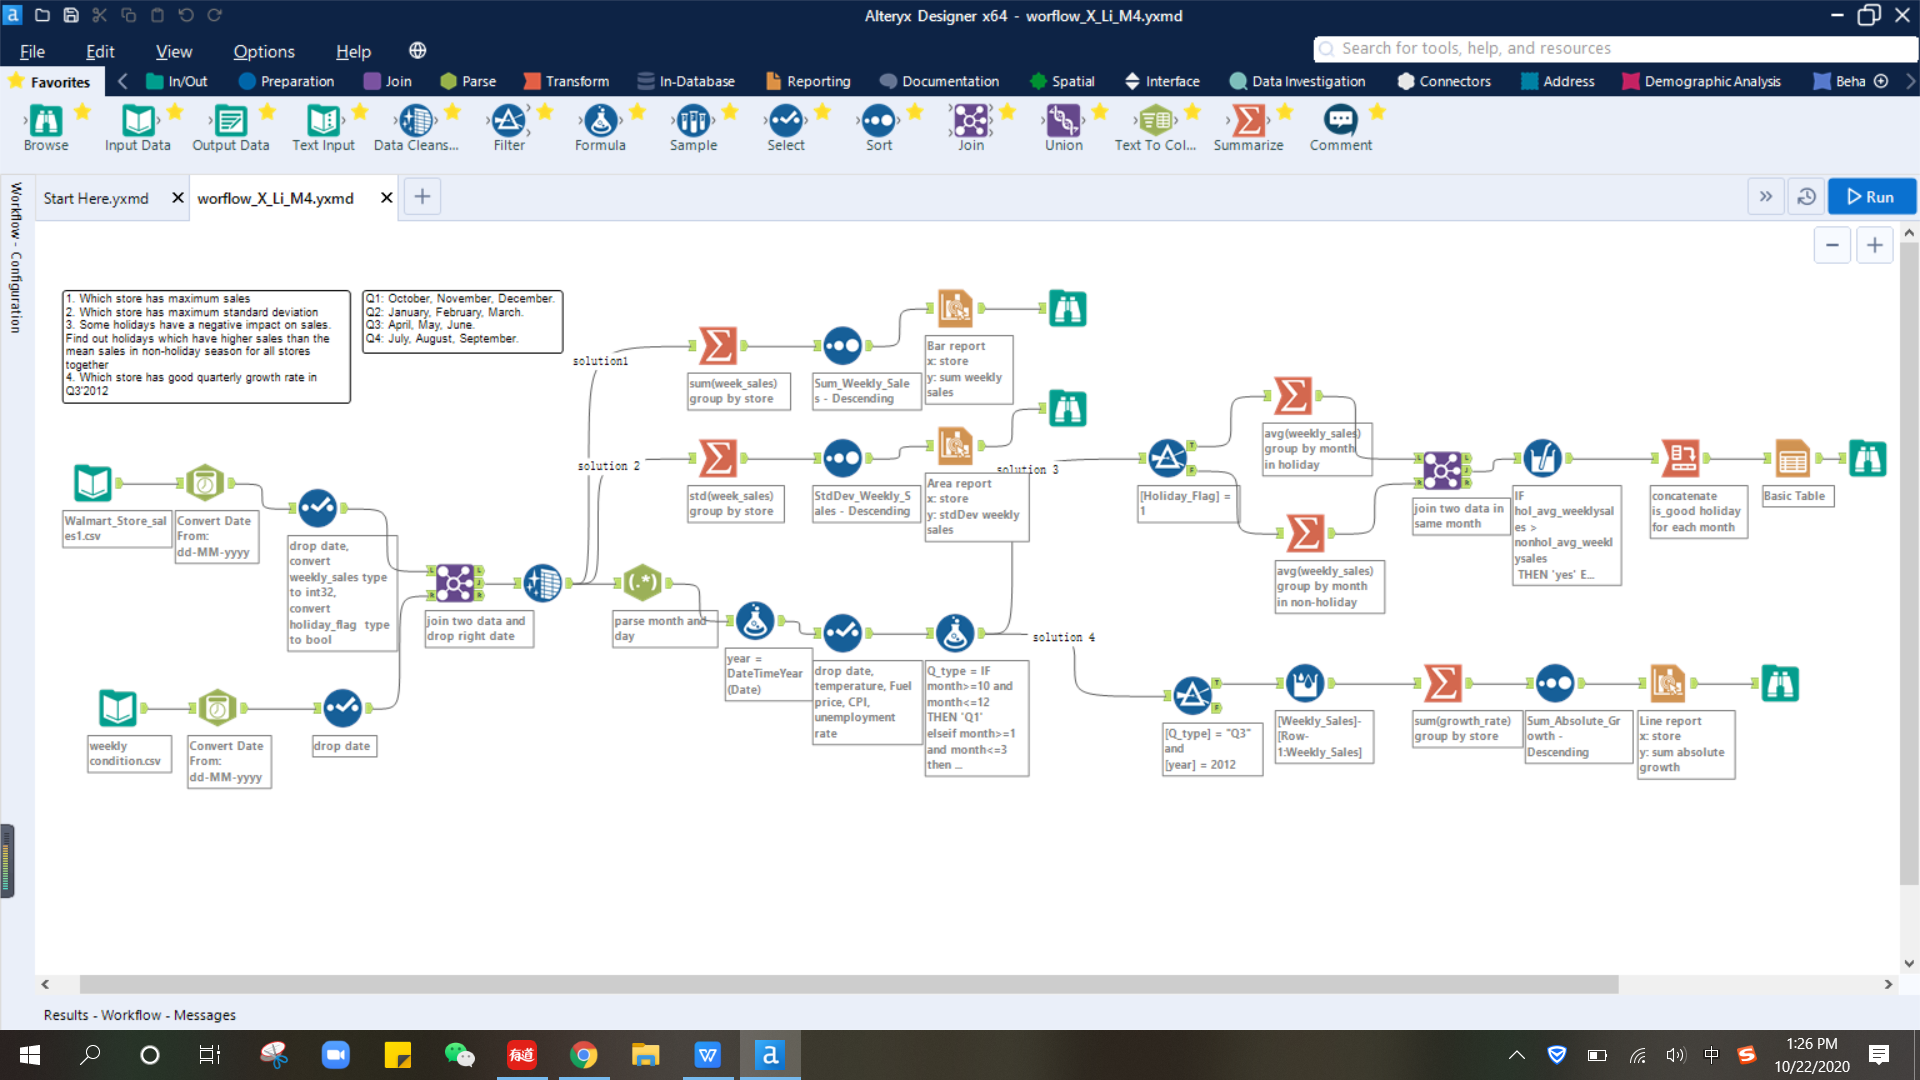 Alteryx Designer x64 - worflow_X_Li_M4.yxmd
File Edit View Options Help
Search for tools, help, and resources
Favorites In/Out Preparation Join Parse Transform In-Database Reporting Documentation Spatial Interface Data Investigation Connectors Address Demographic Analysis Beha
Browse Input Data Output Data Text Input Data Cleans... Filter Formula Sample Select Sort Join Union Text To Col... Summarize Comment
Workflow - Configuration
Start Here.yxmd worflow_X_Li_M4.yxmd Run
1. Which store has maximum sales
2. Which store has maximum standard deviation
3. Some holidays have a negative impact on sales.
Find out holidays which have higher sales than the
mean sales in non-holiday season for all stores
together
4. Which store has good quarterly growth rate in
Q3'2012
Q1: October, November, December.
Q2: January, February, March.
Q3: April, May, June.
Q4: July, August, September.
Walmart_Store_sal
es1.csv
Convert Date
From:
dd-MM-yyyy
drop date,
convert
weekly_sales type
to int32,
convert
holiday_flag type
to bool
weekly
condition.csv
Convert Date
From:
dd-MM-yyyy
drop date
join two data and
drop right date
solution1
sum(week_sales)
group by store
Sum_Weekly_Sale
s - Descending
Bar report
x: store
y: sum weekly
sales
solution 2
std(week_sales)
group by store
StdDev_Weekly_S
ales - Descending
Area report
x: store
y: stdDev weekly
sales
parse month and
day
year =
DateTimeYear
(Date)
drop date,
temperature, Fuel
price, CPI,
unemployment
rate
Q_type = IF
month>=10 and
month<=12
THEN 'Q1'
elseif month>=1
and month<=3
then ...
solution 3
[Holiday_Flag] =
1
avg(weekly_sales)
group by month
in holiday
avg(weekly_sales)
group by month
in non-holiday
join two data in
same month
IF
hol_avg_weeklysal
es >
nonhol_avg_weekl
ysales
THEN 'yes' E...
concatenate
is_good holiday
for each month
Basic Table
solution 4
[Q_type] = "Q3"
and
[year] = 2012
[Weekly_Sales]-
[Row-
1:Weekly_Sales]
sum(growth_rate)
group by store
Sum_Absolute_Gr
owth -
Descending
Line report
x: store
y: sum absolute
growth
Results - Workflow - Messages
有道
中
1:26 PM
10/22/2020